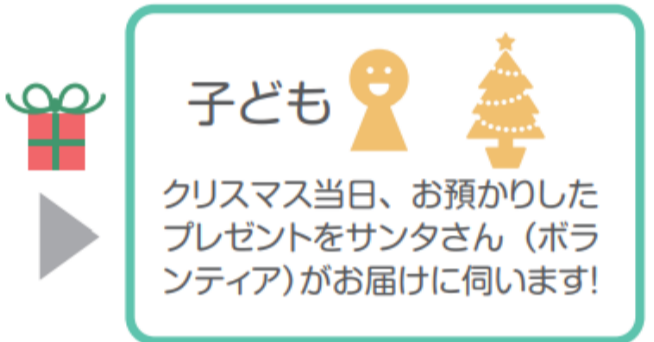 子ども
クリスマス当日、お預かりした
プレゼントをサンタさん（ボラ
ンティア）がお届けに伺います!